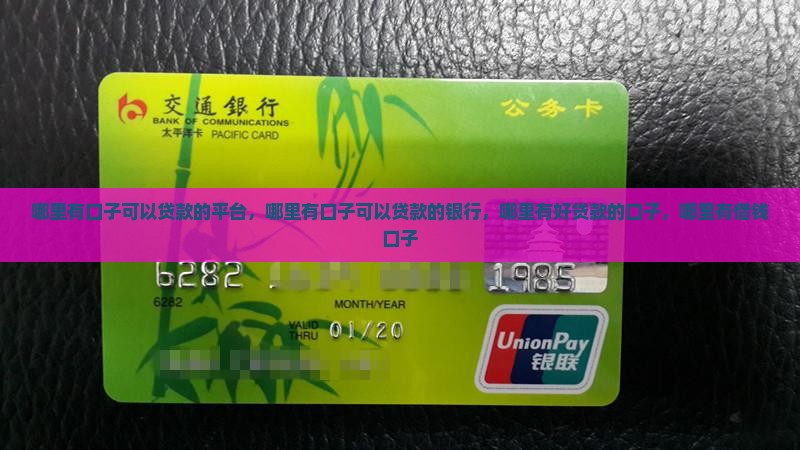 交通銀行
BANK OF COMMUNICATIONS
太平洋卡 PACIFIC CARD
公务卡
哪里有口子可以贷款的平台，哪里有口子可以贷款的银行，哪里有好贷款的口子，哪里有借钱
口子
6282 1985
6282
MONTH/YEAR
VALID
THRU 01/20
UnionPay
银联